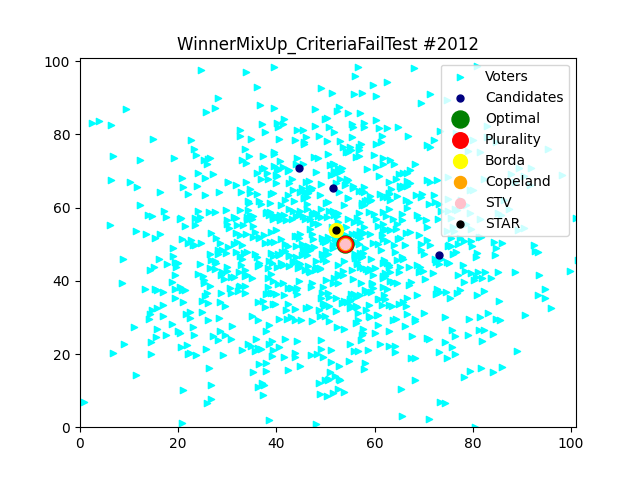 WinnerMixUp_CriteriaFailTest #2012
100
80
60
40
20
0
0 20 40 60 80 100
Voters
Candidates
Optimal
Plurality
Borda
Copeland
STV
STAR